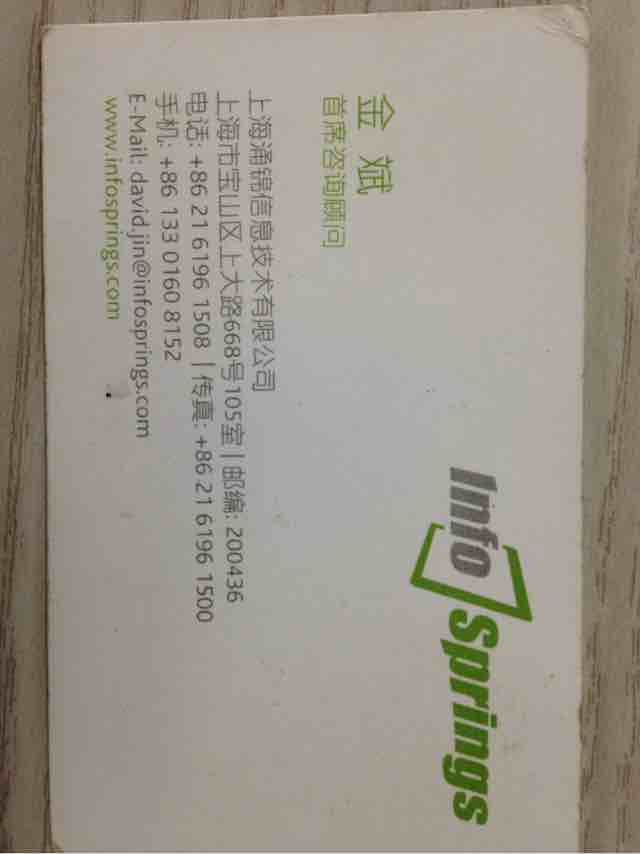 Info Springs
金 斌
首席咨询顾问
上海涌锦信息技术有限公司
上海市宝山区上大路668号105室 | 邮编: 200436
电话: +86 21 6196 1508 | 传真: +86 21 6196 1500
手机: +86 133 0160 8152
E-Mail: david.jin@infosprings.com
www.infosprings.com